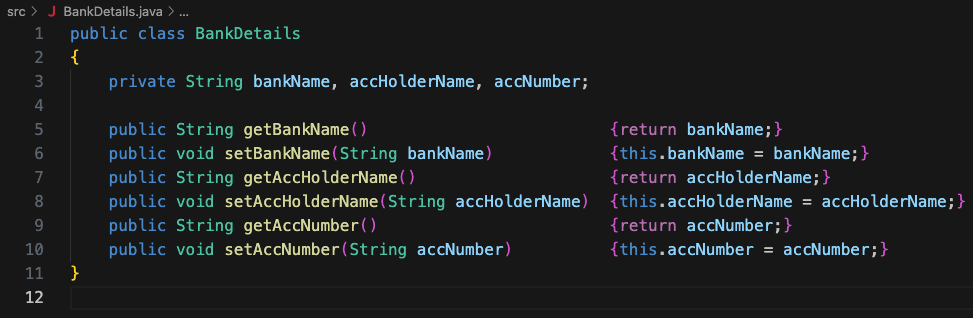 src > J BankDetails.java > ...
1 public class BankDetails
2 {
3     private String bankName, accHolderName, accNumber;
4
5     public String getBankName()                         {return bankName;}
6     public void setBankName(String bankName)            {this.bankName = bankName;}
7     public String getAccHolderName()                    {return accHolderName;}
8     public void setAccHolderName(String accHolderName)  {this.accHolderName = accHolderName;}
9     public String getAccNumber()                        {return accNumber;}
10     public void setAccNumber(String accNumber)          {this.accNumber = accNumber;}
11 }
12